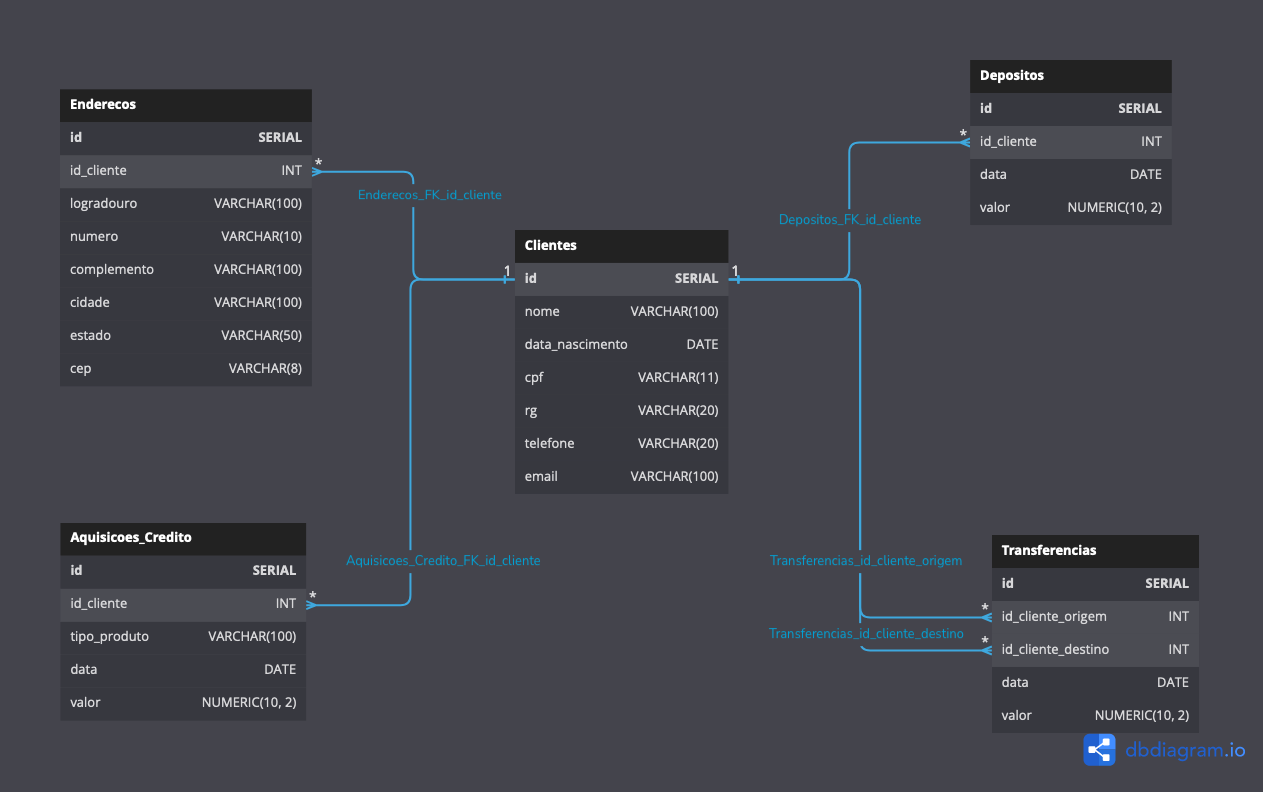 Enderecos
id SERIAL
id_cliente INT
logradouro VARCHAR(100)
numero VARCHAR(10)
complemento VARCHAR(100)
cidade VARCHAR(100)
estado VARCHAR(50)
cep VARCHAR(8)
*
Enderecos_FK_id_cliente
Clientes
1
id SERIAL
1
nome VARCHAR(100)
data_nascimento DATE
cpf VARCHAR(11)
rg VARCHAR(20)
telefone VARCHAR(20)
email VARCHAR(100)
Depositos
id SERIAL
*
id_cliente INT
data DATE
valor NUMERIC(10, 2)
Depositos_FK_id_cliente
Aquisicoes_Credito
id SERIAL
id_cliente INT
*
tipo_produto VARCHAR(100)
data DATE
valor NUMERIC(10, 2)
Aquisicoes_Credito_FK_id_cliente
Transferencias_id_cliente_origem
Transferencias_id_cliente_destino
Transferencias
id SERIAL
*
id_cliente_origem INT
*
id_cliente_destino INT
data DATE
valor NUMERIC(10, 2)
dbdiagram.io